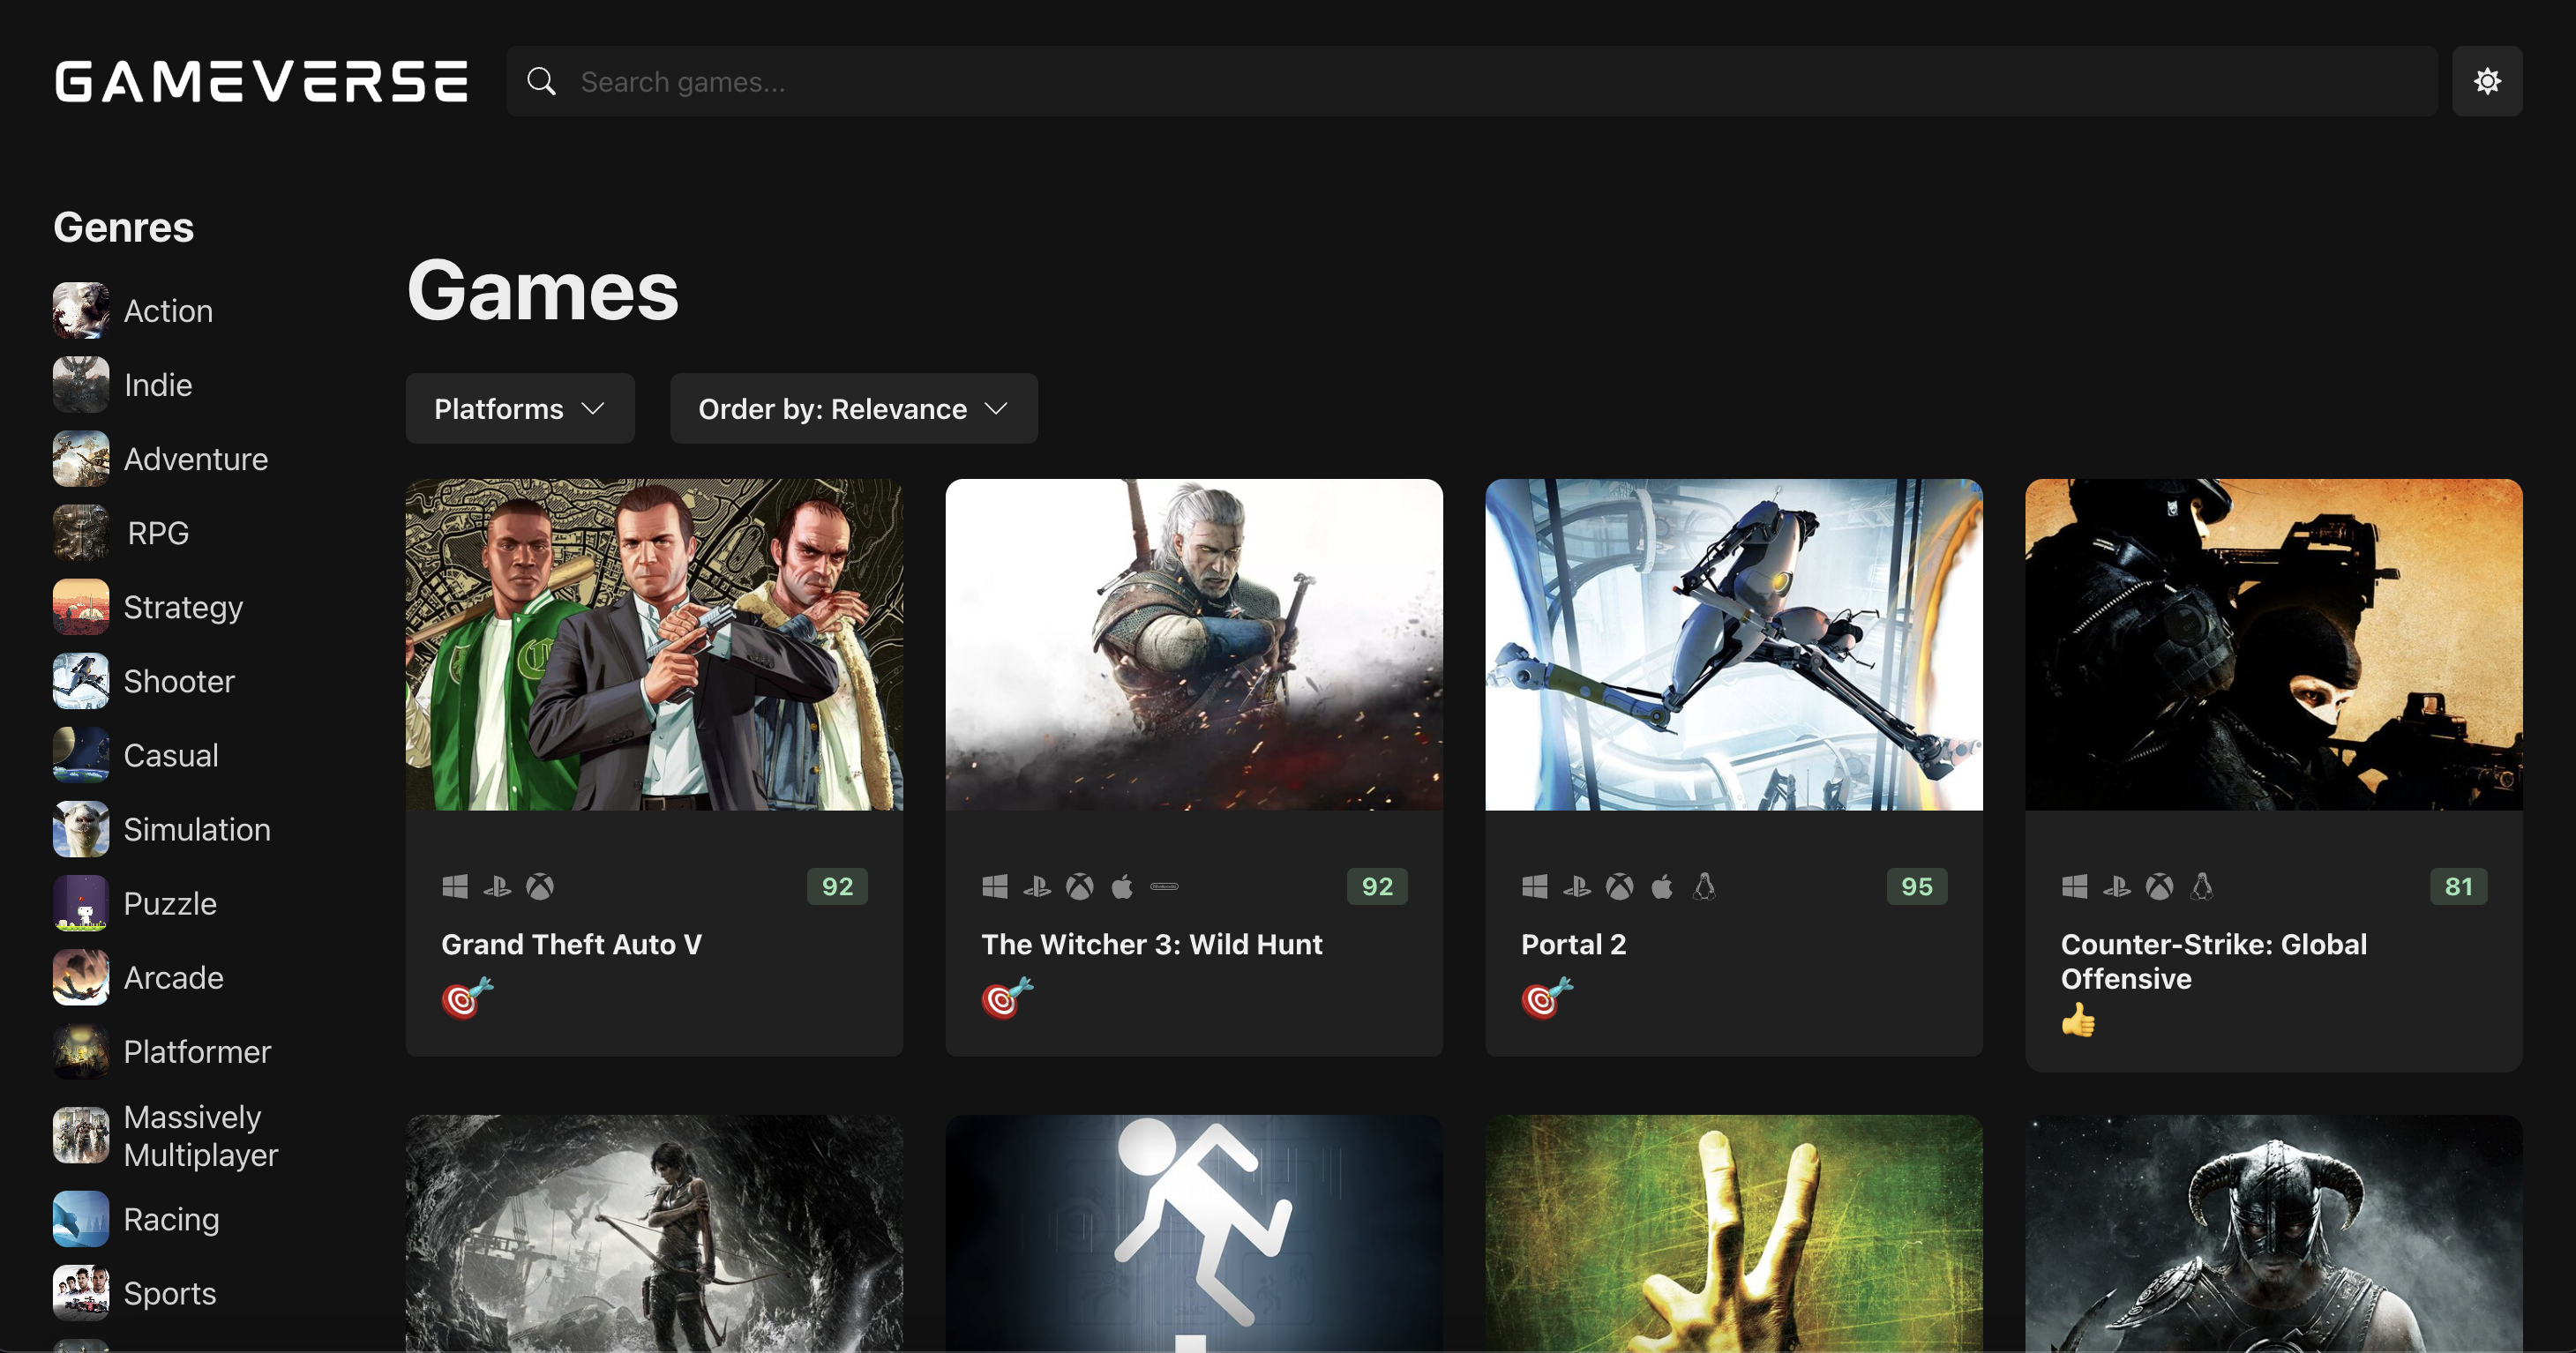 GAMEVERSE
Search games...
Genres
Action
Indie
Adventure
RPG
Strategy
Shooter
Casual
Simulation
Puzzle
Arcade
Platformer
Massively
Multiplayer
Racing
Sports
Games
Platforms
Order by: Relevance
92
Grand Theft Auto V
92
The Witcher 3: Wild Hunt
95
Portal 2
81
Counter-Strike: Global
Offensive